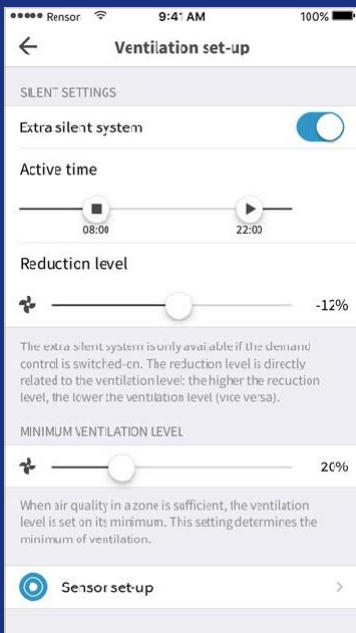 Renson 9:41 AM 100%
Ventilation set-up
SILENT SETTINGS
Extra silent system
Active time
08:00 22:00
Reduction level
-12%
The extra silent system is only available if the demand
control is switched-on. The reduction level is directly
related to the ventilation level: the higher the reduction
level, the lower the ventilation level (vice versa).
MINIMUM VENTILATION LEVEL
20%
When air quality in a zone is sufficient, the ventilation
level is set on its minimum. This setting determines the
minimum of ventilation.
Sensor set-up